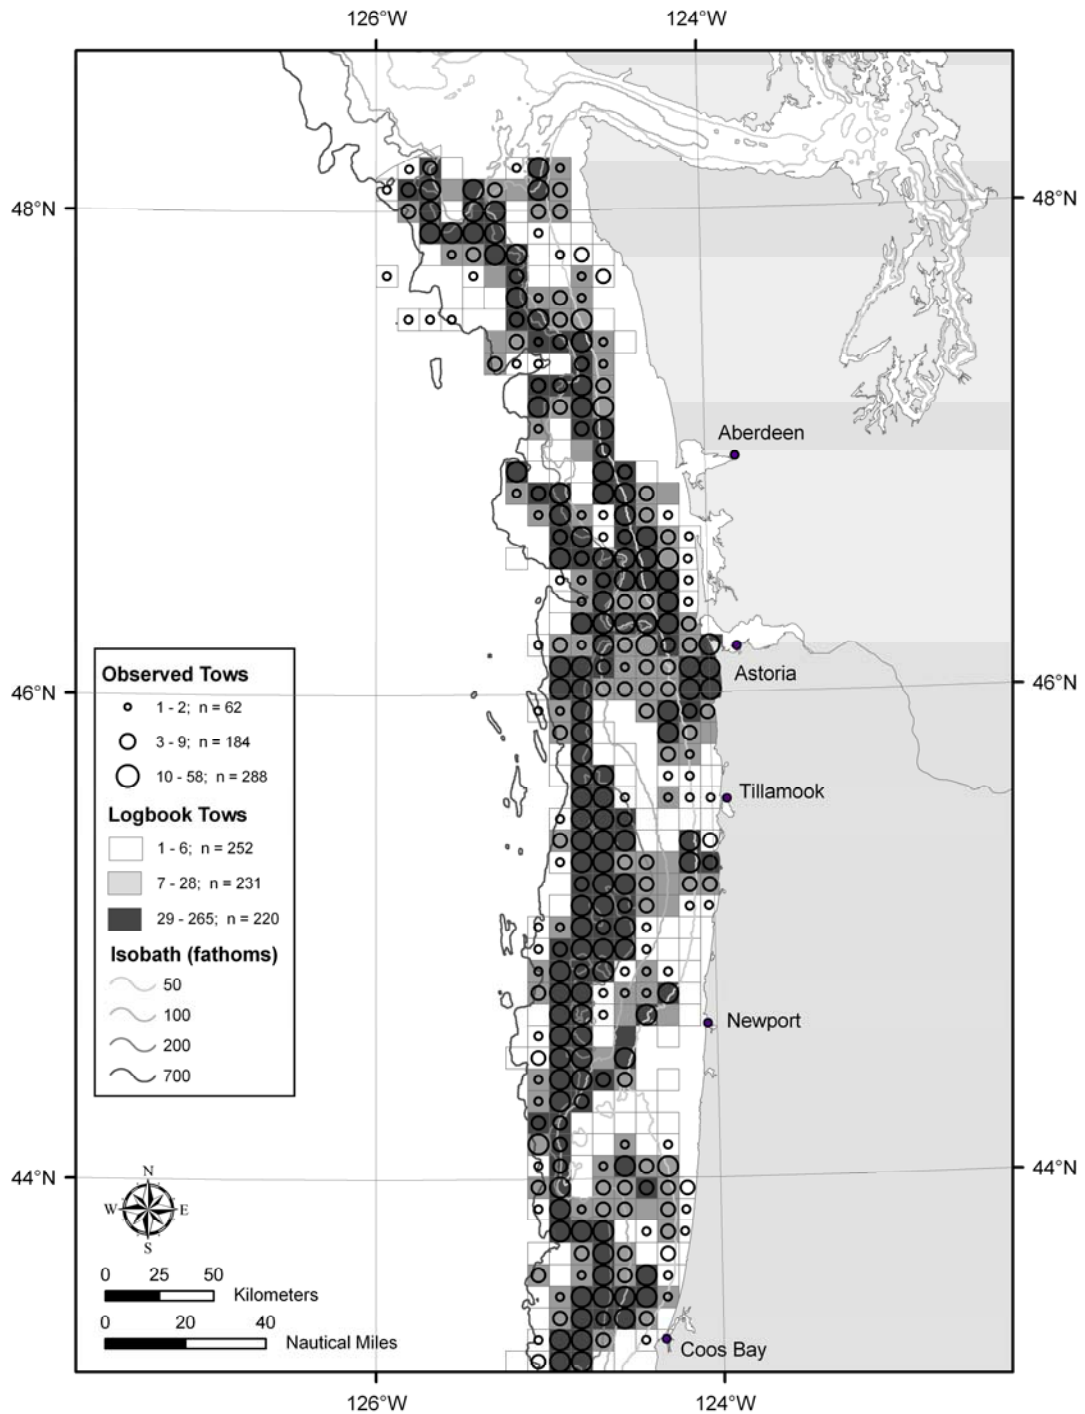 126°W
124°W
48°N
48°N
Aberdeen
Astoria
46°N
46°N
Observed Tows
1 - 2; n = 62
3 - 9; n = 184
10 - 58; n = 288
Logbook Tows
1 - 6; n = 252
7 - 28; n = 231
29 - 265; n = 220
Isobath (fathoms)
50
100
200
700
Tillamook
Newport
44°N
44°N
N
W
E
S
0 25 50
Kilometers
0 20 40
Nautical Miles
Coos Bay
126°W
124°W